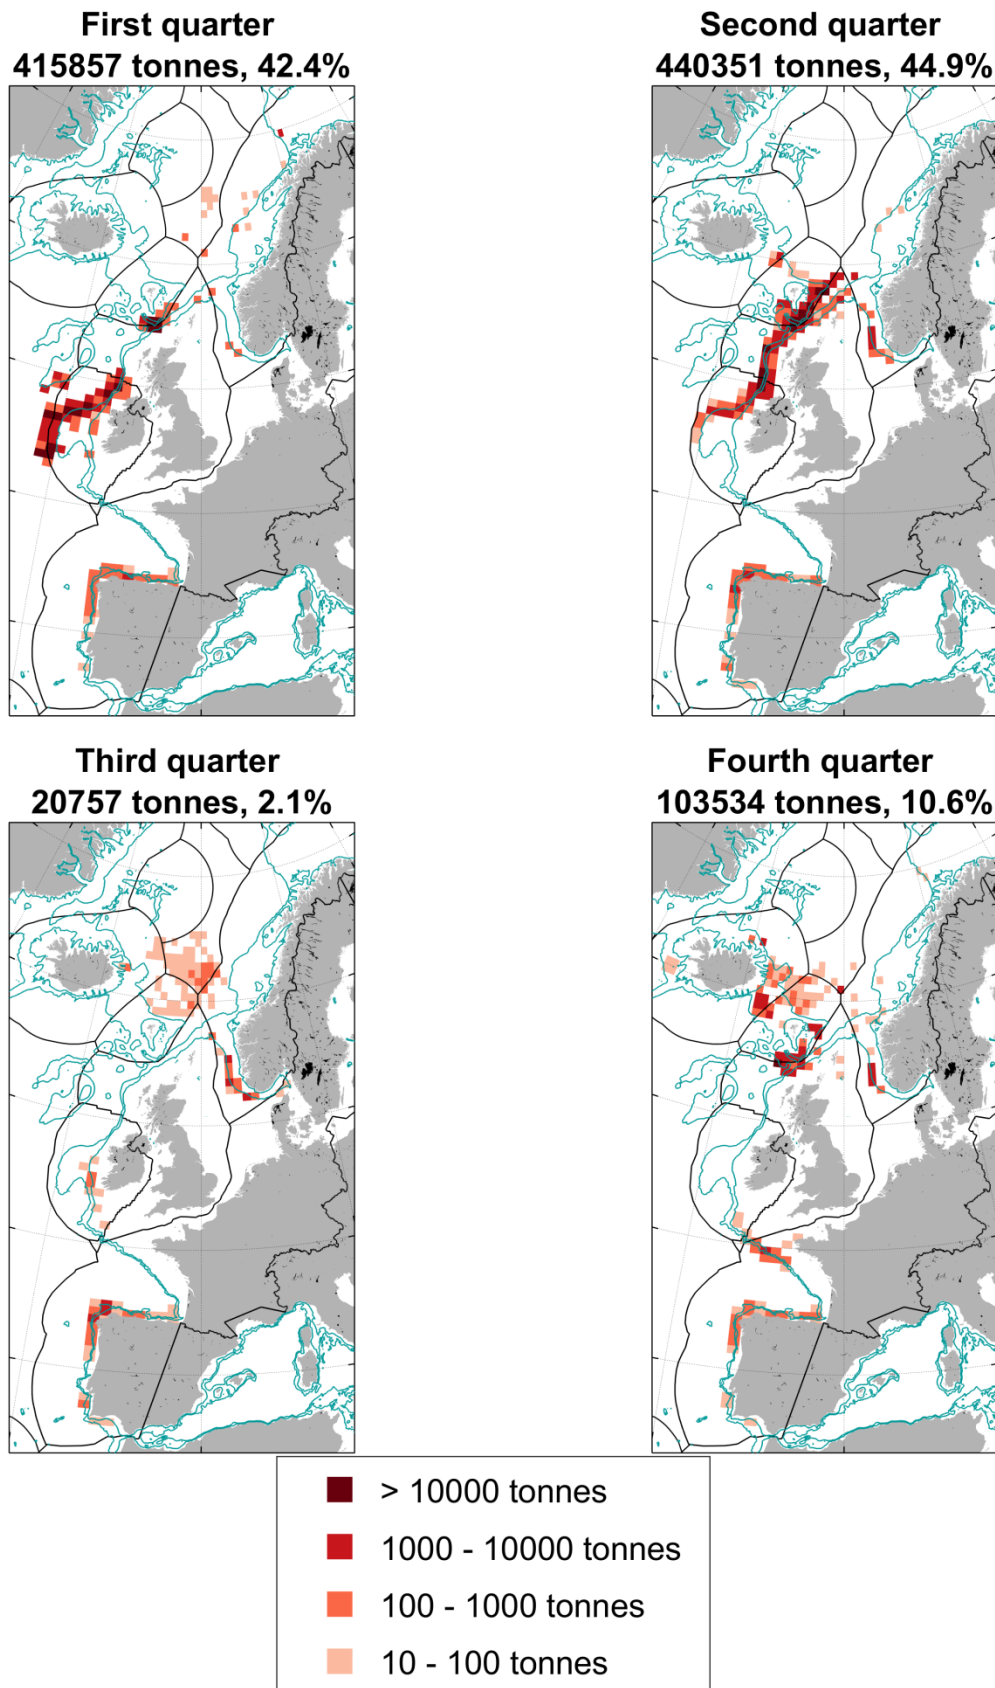 First quarter
415857 tonnes, 42.4%
Second quarter
440351 tonnes, 44.9%
Third quarter
20757 tonnes, 2.1%
Fourth quarter
103534 tonnes, 10.6%
> 10000 tonnes
1000 - 10000 tonnes
100 - 1000 tonnes
10 - 100 tonnes